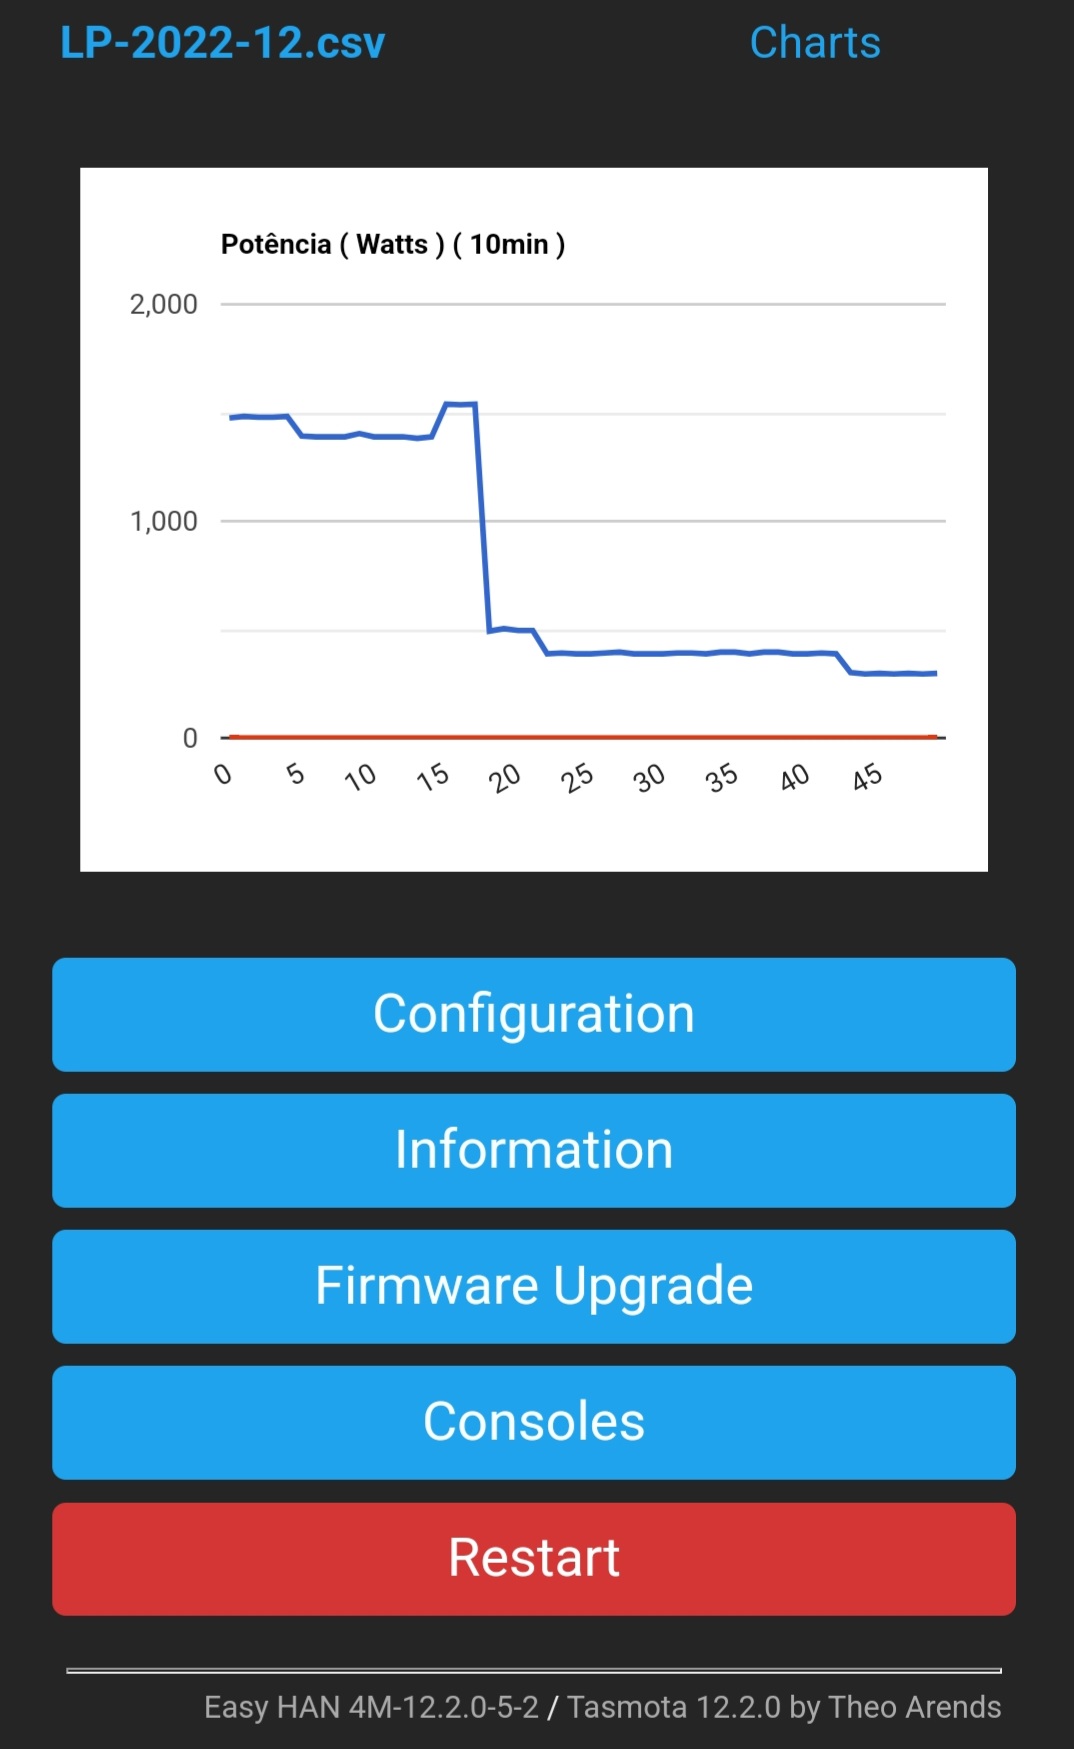 LP-2022-12.csv Charts
Potência ( Watts ) ( 10min )
2,000
1,000
0
0 5 10 15 20 25 30 35 40 45
Configuration
Information
Firmware Upgrade
Consoles
Restart
Easy HAN 4M-12.2.0-5-2 / Tasmota 12.2.0 by Theo Arends